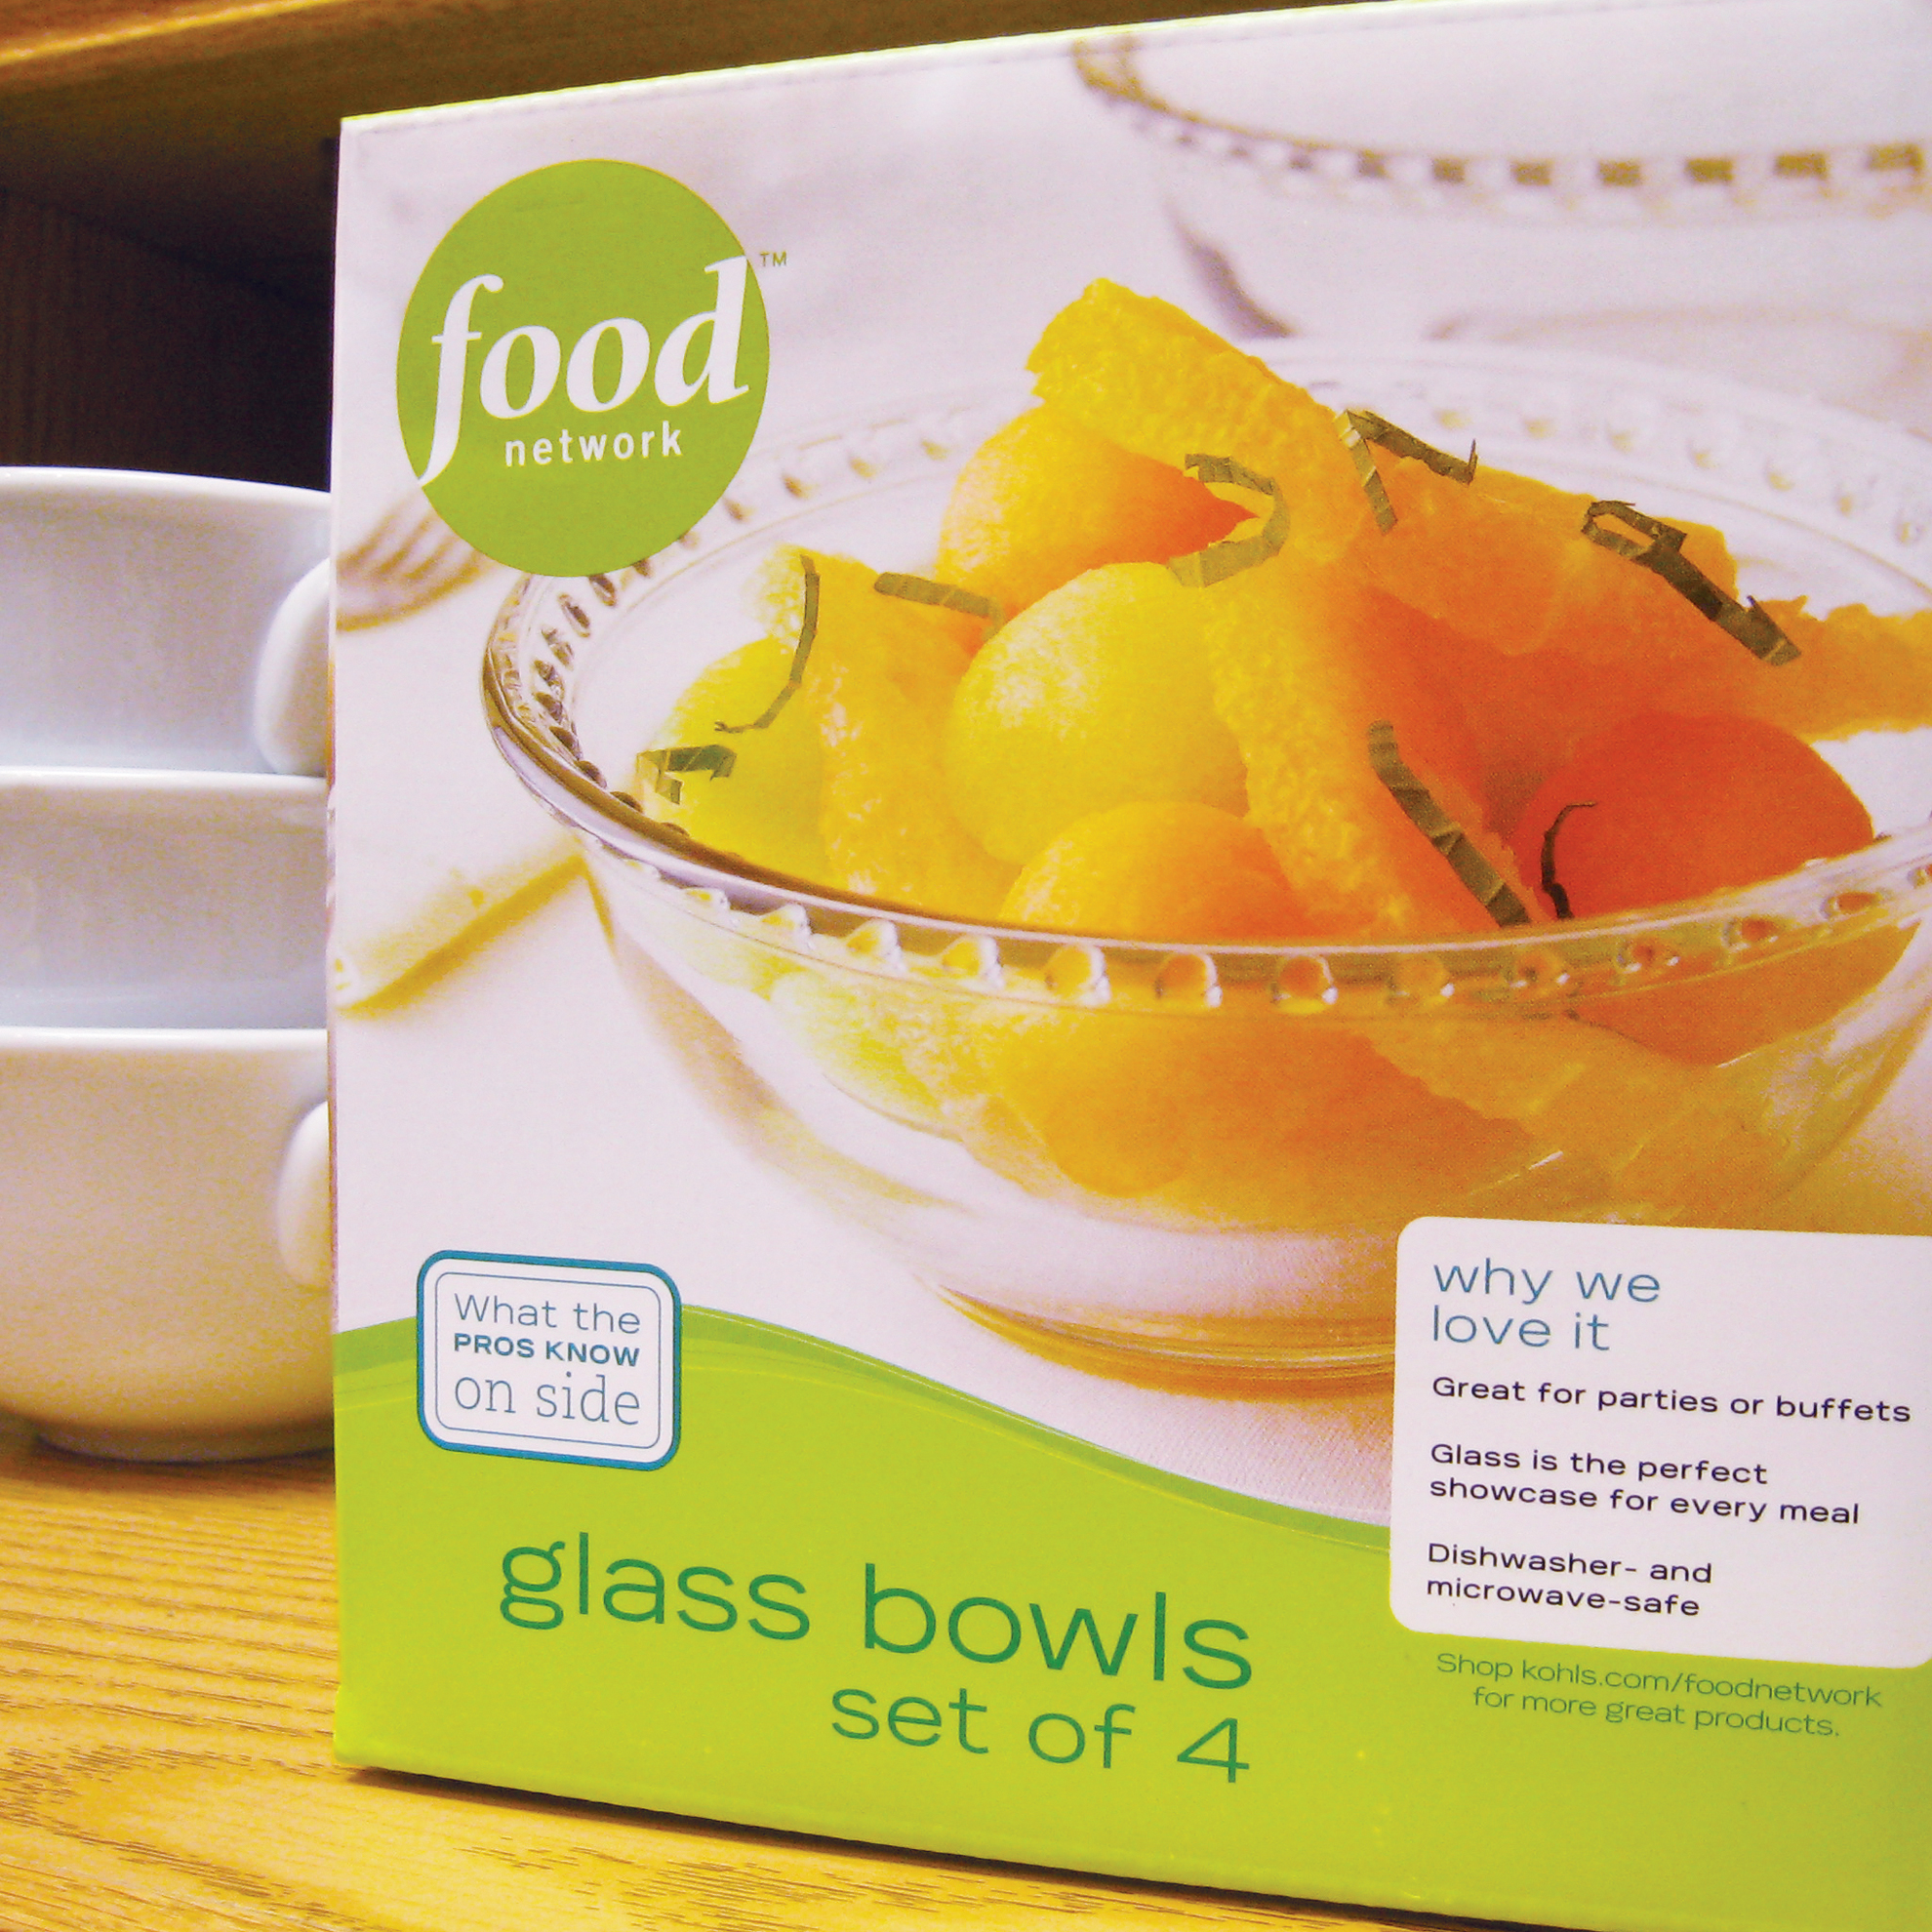 food
network
TM
What the
PROS KNOW
on side
glass bowls
set of 4
why we
love it
Great for parties or buffets
Glass is the perfect
showcase for every meal
Dishwasher- and
microwave-safe
Shop kohls.com/foodnetwork
for more great products.